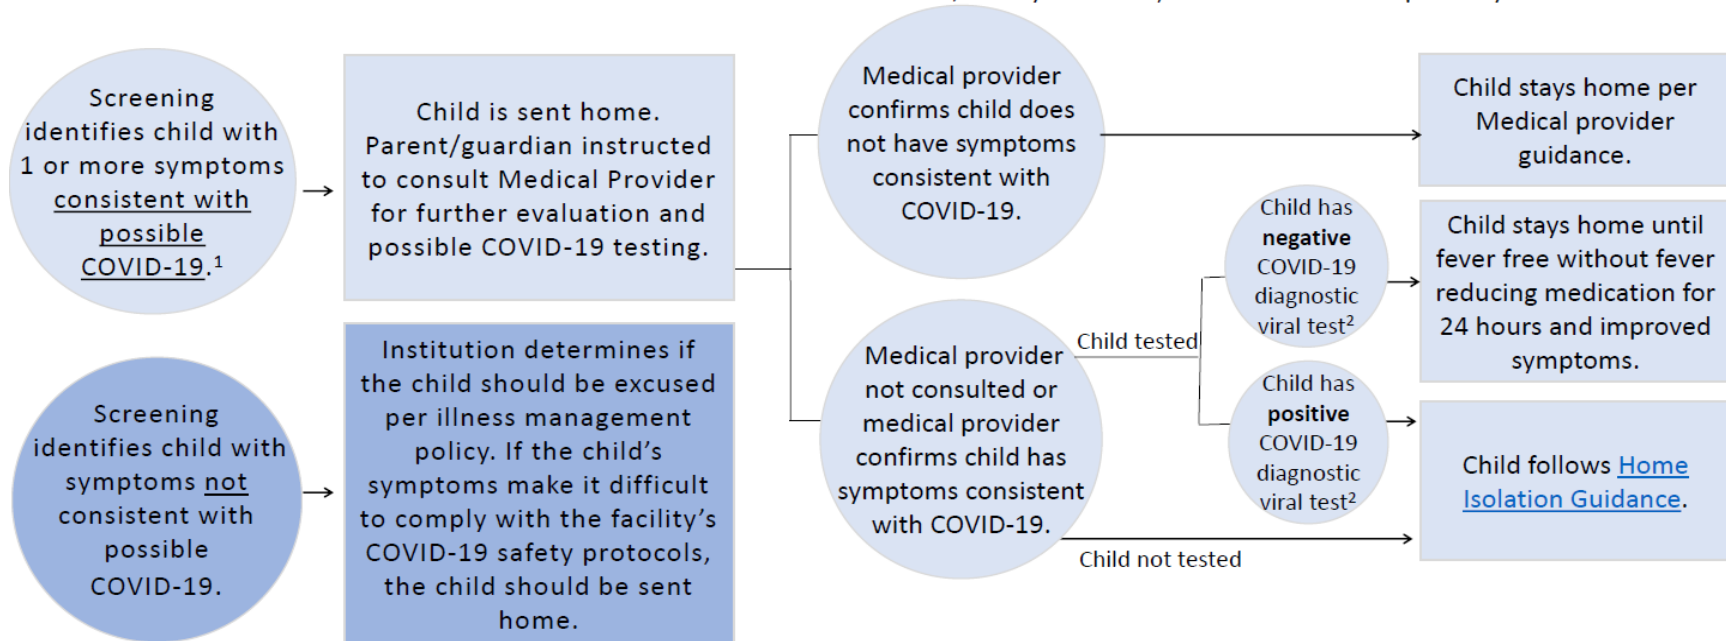 Screening
identifies child with
1 or more symptoms
consistent with
possible
COVID-19.1
Child is sent home.
Parent/guardian instructed
to consult Medical Provider
for further evaluation and
possible COVID-19 testing.
Medical provider
confirms child does
not have symptoms
consistent with
COVID-19.
Child stays home per
Medical provider
guidance.
Medical provider
not consulted or
medical provider
confirms child has
symptoms consistent
with COVID-19.
Child tested
Child has
negative
COVID-19
diagnostic
viral test2
Child stays home until
fever free without fever
reducing medication for
24 hours and improved
symptoms.
Child has
positive
COVID-19
diagnostic
viral test2
Child follows Home
Isolation Guidance.
Child not tested
Screening
identifies child with
symptoms not
consistent with
possible
COVID-19.
Institution determines if
the child should be excused
per illness management
policy. If the child’s
symptoms make it difficult
to comply with the facility’s
COVID-19 safety protocols,
the child should be sent
home.